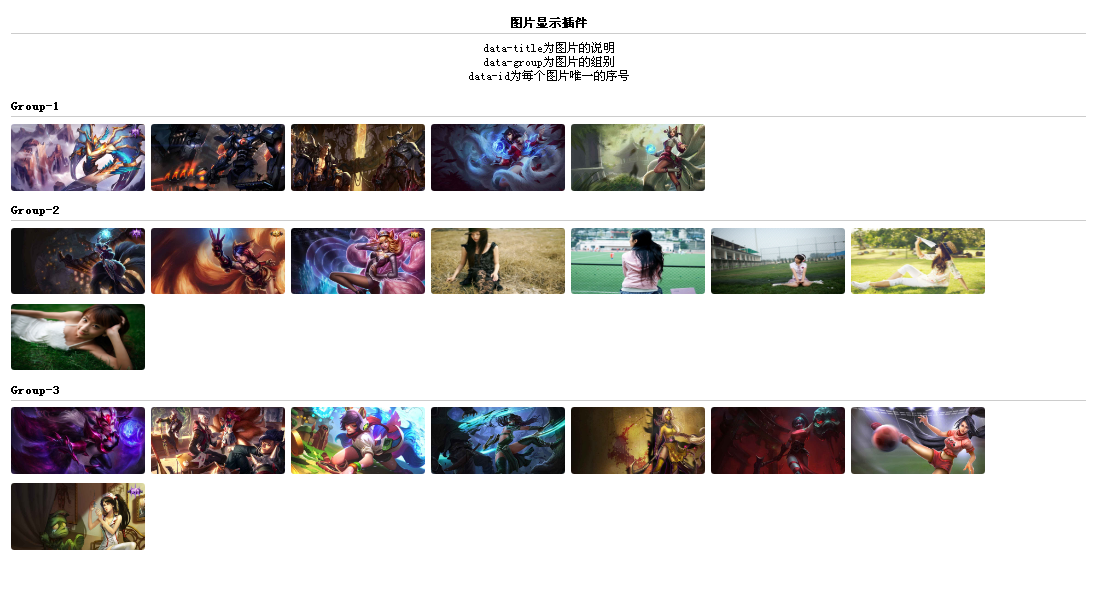 图片显示插件
data-title为图片的说明
data-group为图片的组别
data-id为每个图片唯一的序号
Group-1
Group-2
Group-3